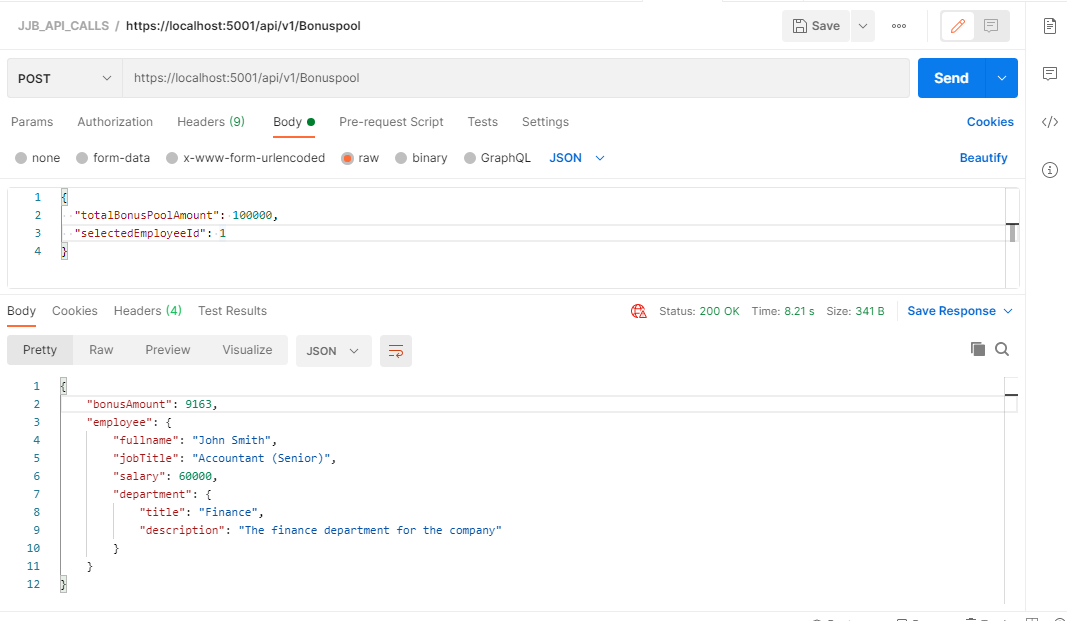 JJB_API_CALLS / https://localhost:5001/api/v1/Bonuspool
Save
POST https://localhost:5001/api/v1/Bonuspool Send
Params Authorization Headers (9) Body Pre-request Script Tests Settings Cookies
none form-data x-www-form-urlencoded raw binary GraphQL JSON Beautify
1 {
2 "totalBonusPoolAmount": 100000,
3 "selectedEmployeeId": 1
4 }
Body Cookies Headers (4) Test Results Status: 200 OK Time: 8.21 s Size: 341 B Save Response
Pretty Raw Preview Visualize JSON
1 {
2 "bonusAmount": 9163,
3 "employee": {
4 "fullname": "John Smith",
5 "jobTitle": "Accountant (Senior)",
6 "salary": 60000,
7 "department": {
8 "title": "Finance",
9 "description": "The finance department for the company"
10 }
11 }
12 }